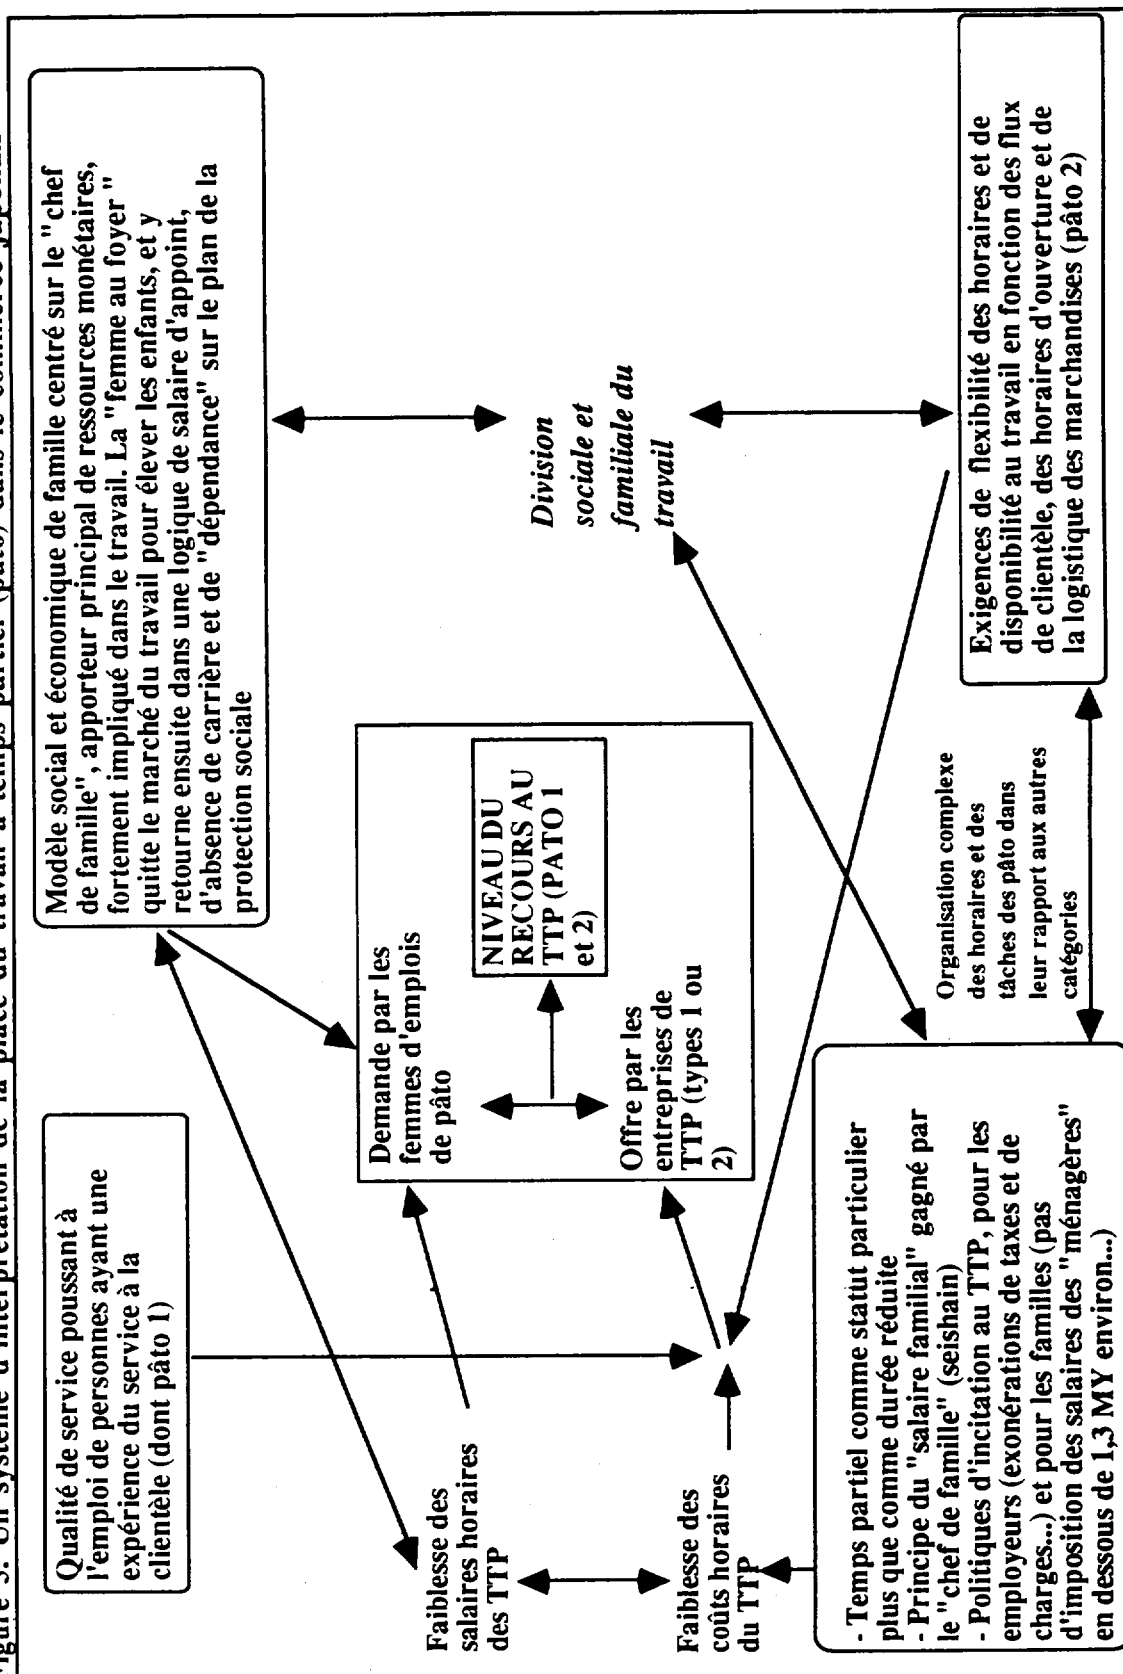 Figure 3. Un système d'interprétation de la place du travail à temps partiel (pâto) dans le commerce japonais
Qualité de service poussant à
l'emploi de personnes ayant une
expérience du service à la
clientèle (dont pâto 1)
Modèle social et économique de famille centré sur le "chef
de famille", apporteur principal de ressources monétaires,
fortement impliqué dans le travail. La "femme au foyer"
quitte le marché du travail pour élever les enfants, et y
retourne ensuite dans une logique de salaire d'appoint,
d'absence de carrière et de "dépendance" sur le plan de la
protection sociale
Faiblesse des
salaires horaires
des TTP
Demande par les
femmes d'emplois
de pâto
NIVEAU DU
RECOURS AU
TTP (PATO 1
et 2)
Division
sociale et
familiale du
travail
Offre par les
entreprises de
TTP (types 1 ou
2)
Faiblesse des
coûts horaires
du TTP
- Temps partiel comme statut particulier
plus que comme durée réduite
- Principe du "salaire familial" gagné par
le "chef de famille" (seishain)
- Politiques d'incitation au TTP, pour les
employeurs (exonérations de taxes et de
charges...) et pour les familles (pas
d'imposition des salaires des "ménagères"
en dessous de 1,3 MY environ...)
Organisation complexe
des horaires et des
tâches des pâto dans
leur rapport aux autres
catégories
Exigences de flexibilité des horaires et de
disponibilité au travail en fonction des flux
de clientèle, des horaires d'ouverture et de
la logistique des marchandises (pâto 2)